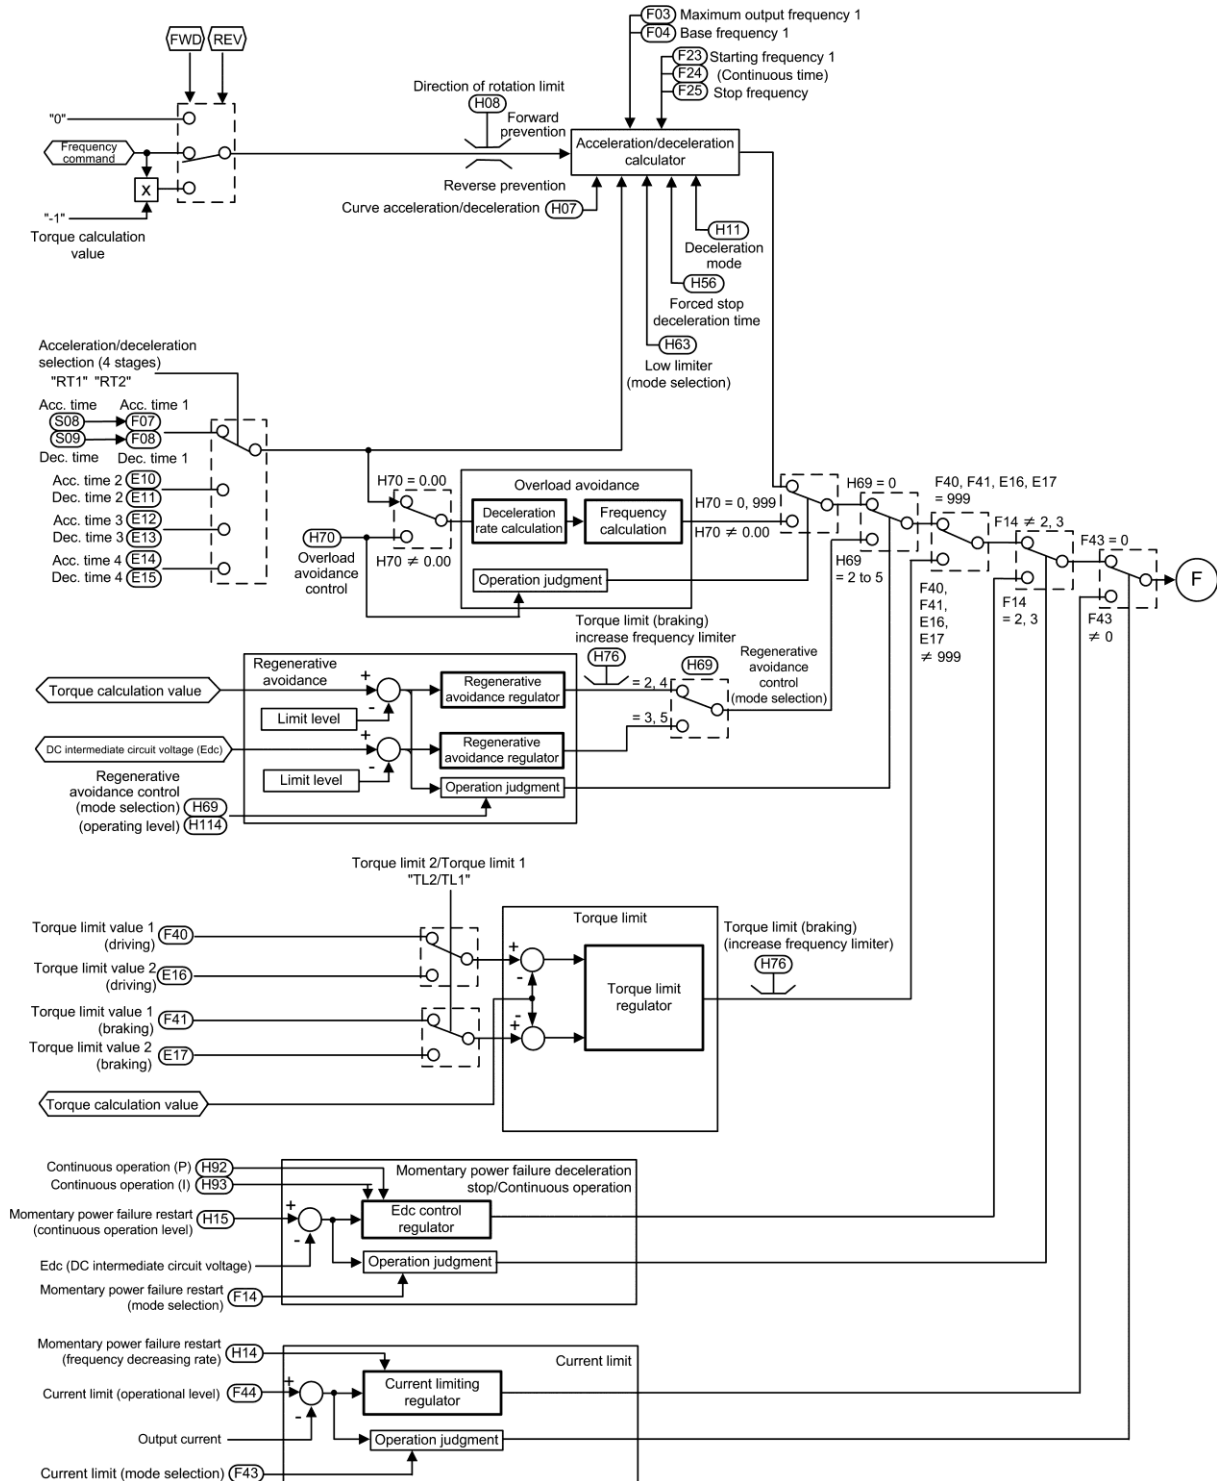 F03 Maximum output frequency 1
F04 Base frequency 1
F23 Starting frequency 1
F24 (Continuous time)
F25 Stop frequency
FWD REV
Direction of rotation limit
H08
Forward
prevention
"0"
Frequency
command
X
"-1"
Torque calculation
value
Acceleration/deceleration
calculator
Reverse prevention
Curve acceleration/deceleration H07
H11
Deceleration
mode
H56
Forced stop
deceleration time
H63
Low limiter
(mode selection)
Acceleration/deceleration
selection (4 stages)
"RT1" "RT2"
Acc. time Acc. time 1
S08 F07
S09 F08
Dec. time Dec. time 1
Acc. time 2 E10
Dec. time 2 E11
Acc. time 3 E12
Dec. time 3 E13
Acc. time 4 E14
Dec. time 4 E15
H70 = 0.00
H70 ≠ 0.00
H70
Overload
avoidance
control
Overload avoidance
Deceleration
rate calculation
Frequency
calculation
Operation judgment
H70 = 0, 999
H70 ≠ 0.00
H69 = 0
H69
= 2 to 5
F40, F41, E16, E17
= 999
F40,
F41,
E16,
E17
≠ 999
F14 ≠ 2, 3
F14
= 2, 3
F43 = 0
F43
≠ 0
F
Torque limit (braking)
increase frequency limiter
H76
H69
= 2, 4
= 3, 5
Regenerative
avoidance
control
(mode selection)
Regenerative
avoidance
Torque calculation value
+
-
Limit level
Regenerative
avoidance regulator
DC intermediate circuit voltage (Edc)
+
-
Limit level
Regenerative
avoidance regulator
Operation judgment
Regenerative
avoidance control
(mode selection) H69
(operating level) H114
Torque limit 2/Torque limit 1
"TL2/TL1"
Torque limit value 1
(driving)
F40
Torque limit value 2
(driving)
E16
Torque limit value 1
(braking)
F41
Torque limit value 2
(braking)
E17
Torque calculation value
Torque limit
+
-
-
+
Torque limit
regulator
Torque limit (braking)
(increase frequency limiter)
H76
Continuous operation (P) H92
Continuous operation (I) H93
Momentary power failure restart
(continuous operation level)
H15
+
-
Edc (DC intermediate circuit voltage)
Momentary power failure restart
(mode selection)
F14
Momentary power failure deceleration
stop/Continuous operation
Edc control
regulator
Operation judgment
Momentary power failure restart
(frequency decreasing rate)
H14
Current limit (operational level) F44
+
-
Output current
Current limit (mode selection) F43
Current limit
Current limiting
regulator
Operation judgment